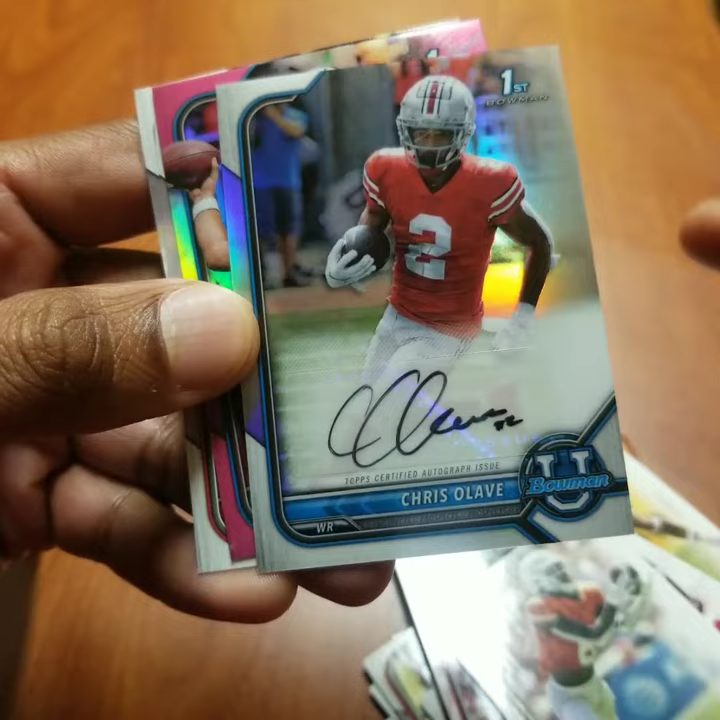 1ST
BOWMAN
2
TOPPS CERTIFIED AUTOGRAPH ISSUE
CHRIS OLAVE
U
Bowman
WR